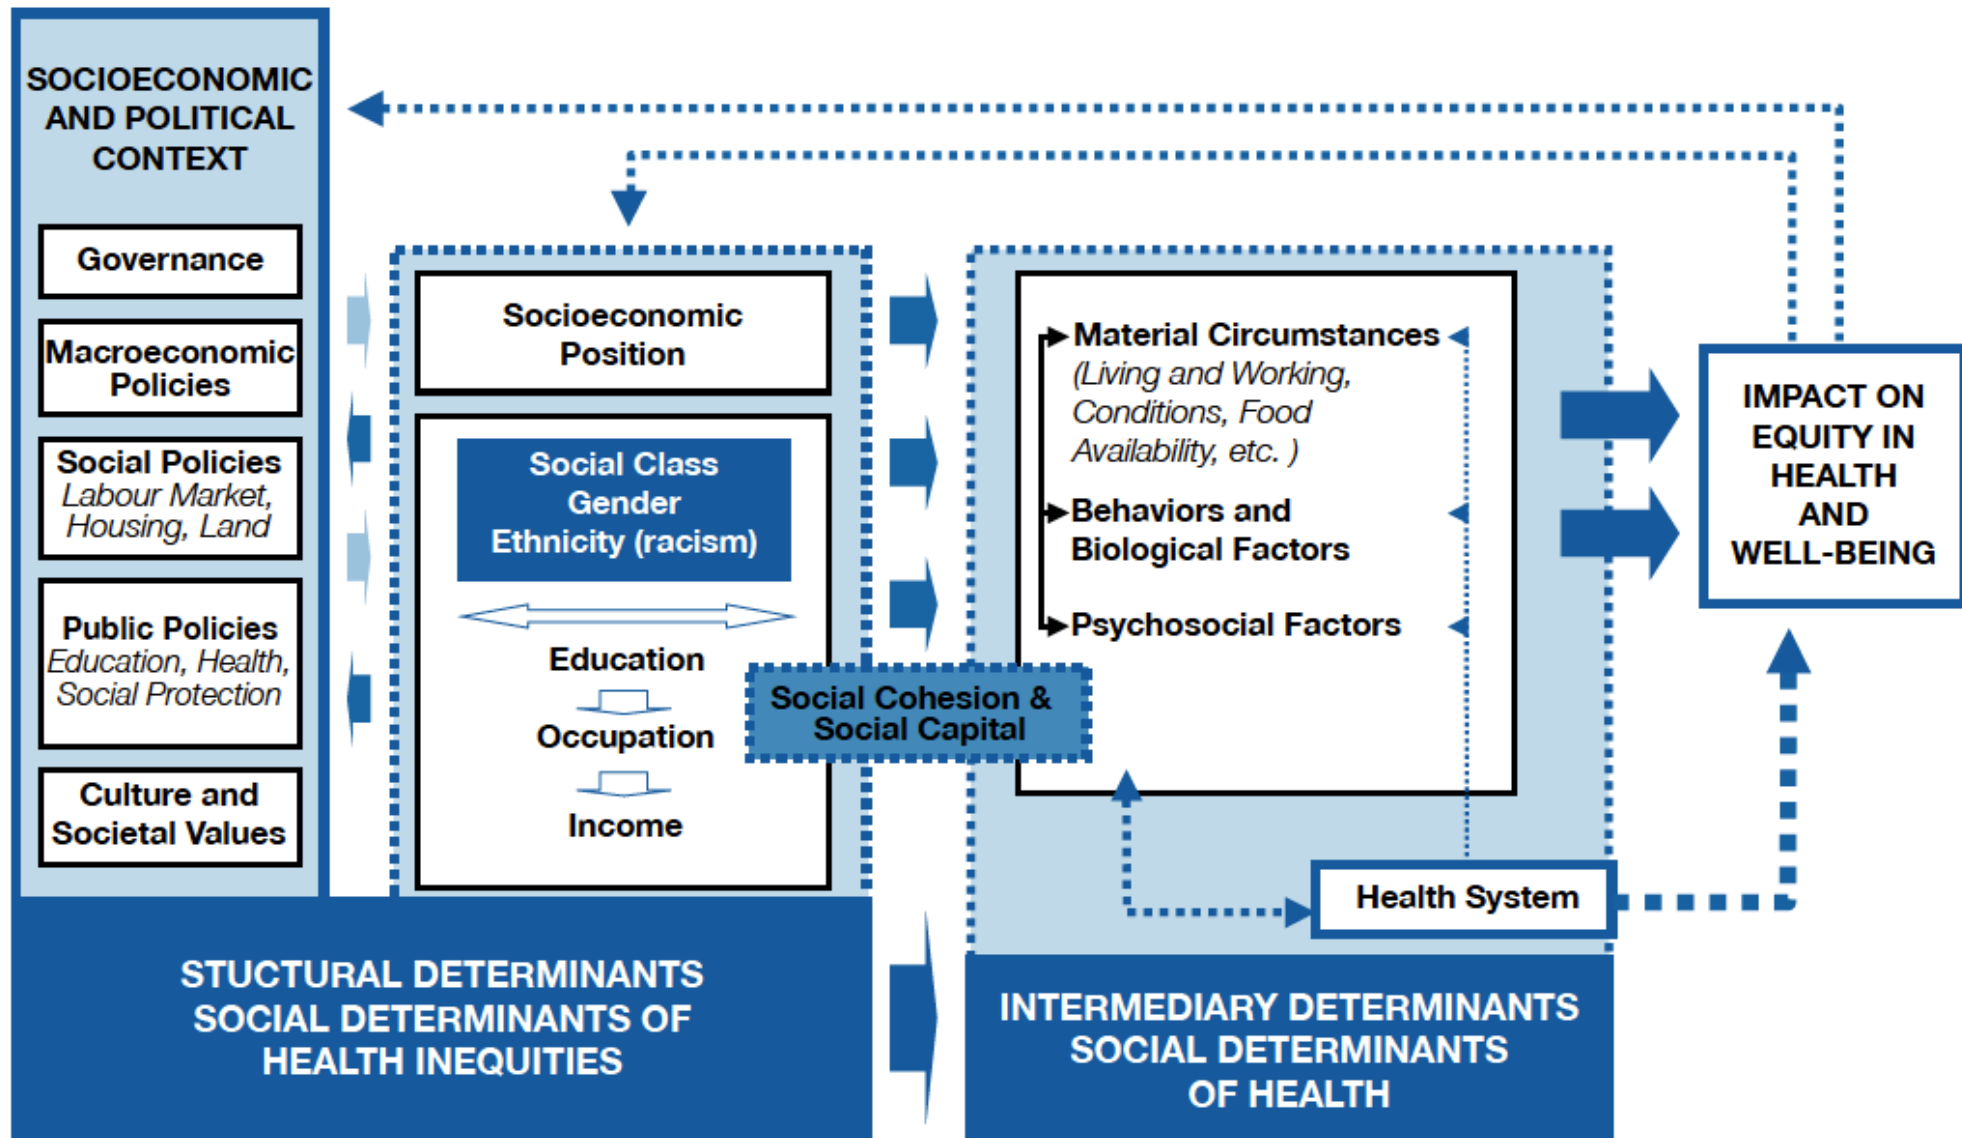 SOCIOECONOMIC
AND POLITICAL
CONTEXT
Governance
Macroeconomic
Policies
Social Policies
Labour Market,
Housing, Land
Public Policies
Education, Health,
Social Protection
Culture and
Societal Values
Socioeconomic
Position
Social Class
Gender
Ethnicity (racism)
Education
Occupation
Income
Social Cohesion &
Social Capital
Material Circumstances
(Living and Working,
Conditions, Food
Availability, etc. )
Behaviors and
Biological Factors
Psychosocial Factors
Health System
IMPACT ON
EQUITY IN
HEALTH
AND
WELL-BEING
STUCTURAL DETERMINANTS
SOCIAL DETERMINANTS OF
HEALTH INEQUITIES
INTERMEDIARY DETERMINANTS
SOCIAL DETERMINANTS
OF HEALTH